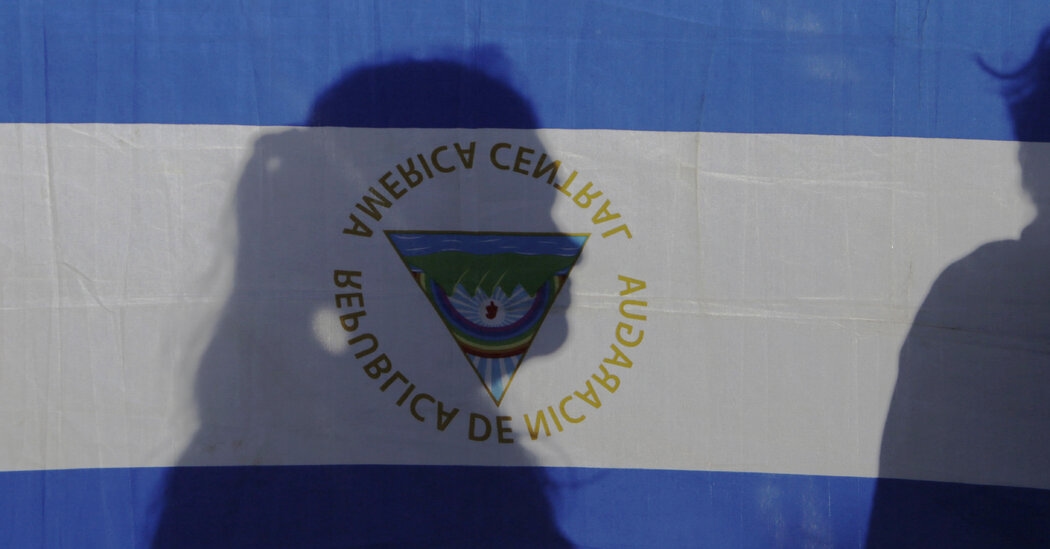 REPUBLICA DE NICARAGUA
AMERICA CENTRAL